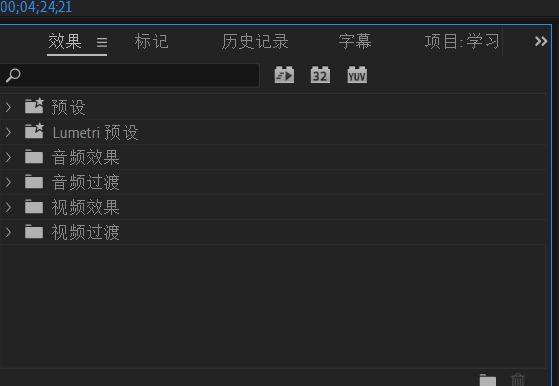 00;04;24;21
效果 标记 历史记录 字幕 项目: 学习
32 YUV
预设
Lumetri 预设
音频效果
音频过渡
视频效果
视频过渡